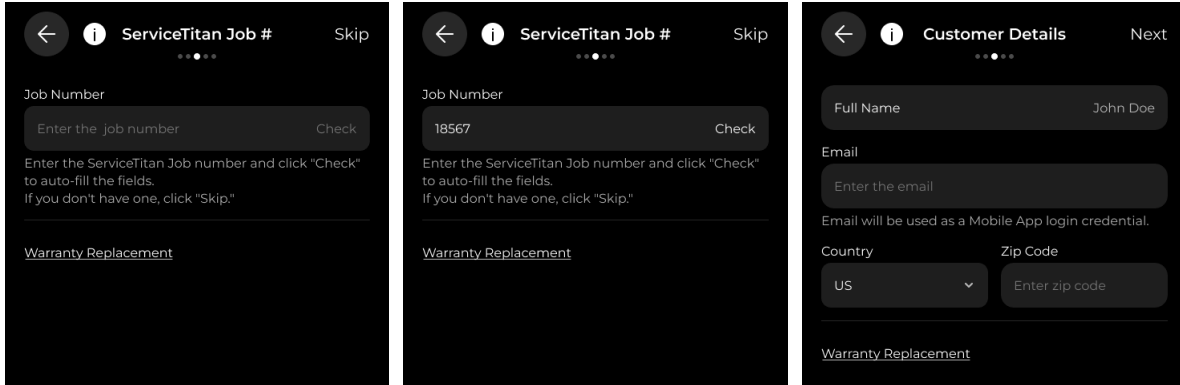 ServiceTitan Job #
Skip
Job Number
Enter the job number
Check
Enter the ServiceTitan Job number and click "Check"
to auto-fill the fields.
If you don't have one, click "Skip."
Warranty Replacement
ServiceTitan Job #
Skip
Job Number
18567
Check
Enter the ServiceTitan Job number and click "Check"
to auto-fill the fields.
If you don't have one, click "Skip."
Warranty Replacement
Customer Details
Next
Full Name
John Doe
Email
Enter the email
Email will be used as a Mobile App login credential.
Country
Zip Code
US
Enter zip code
Warranty Replacement